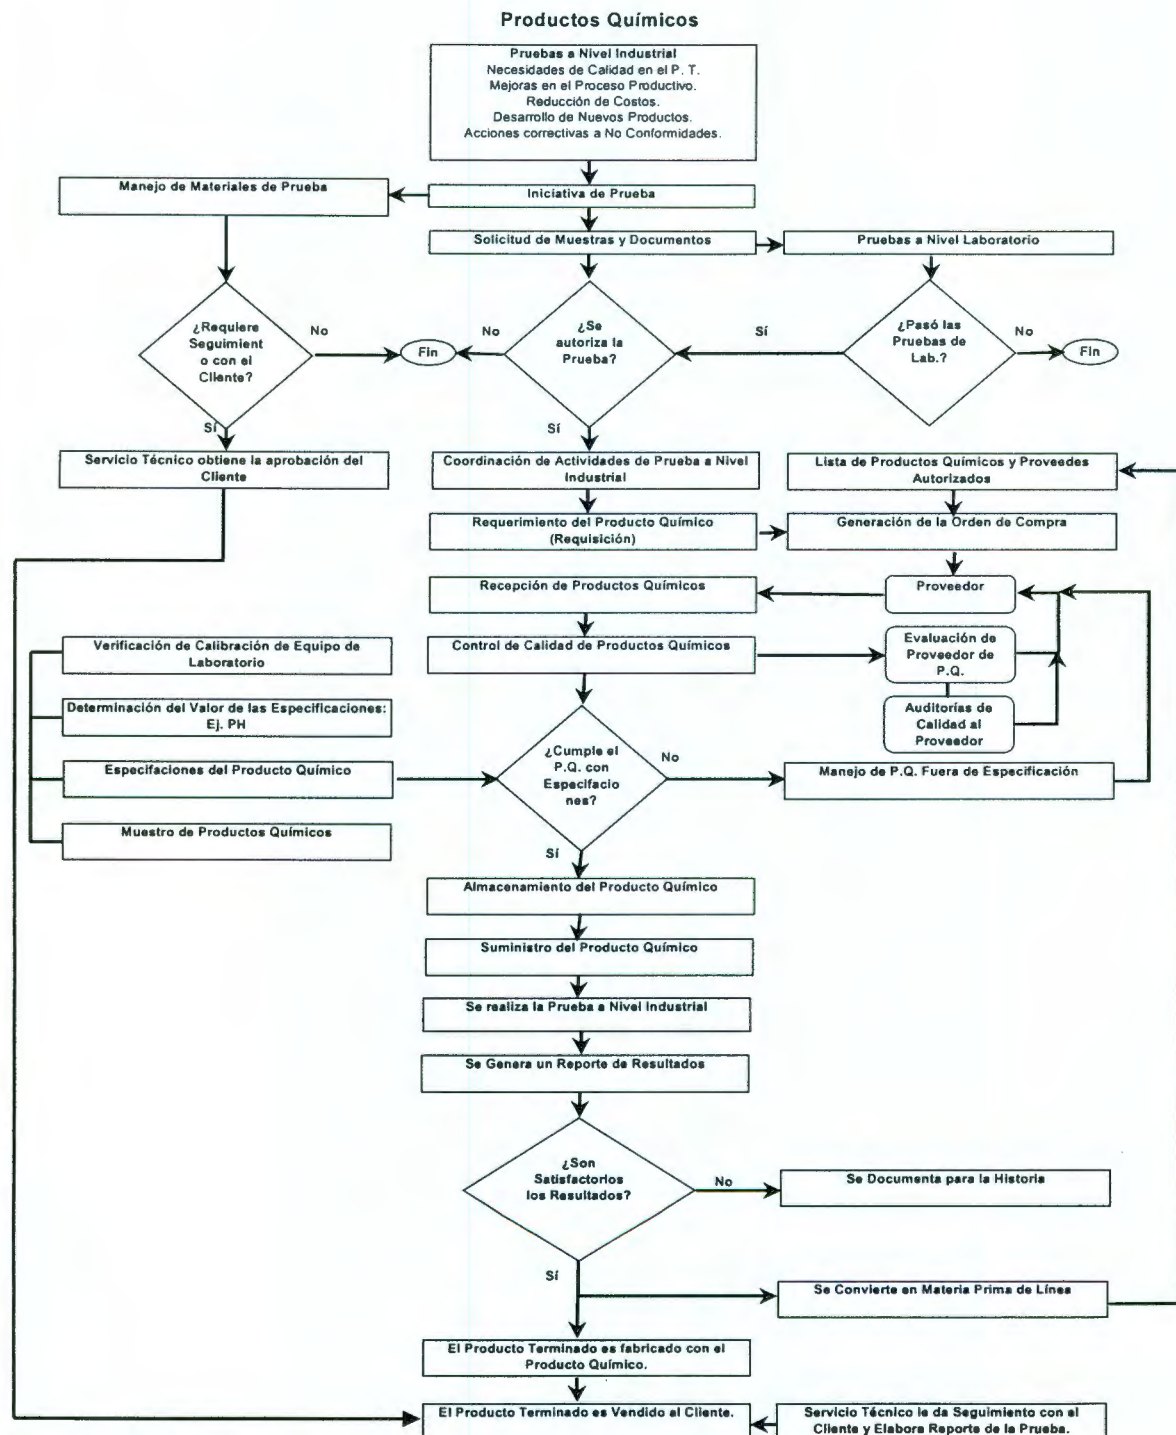 Productos Químicos
Pruebas a Nivel Industrial
Necesidades de Calidad en el P. T.
Mejoras en el Proceso Productivo.
Reducción de Costos.
Desarrollo de Nuevos Productos.
Acciones correctivas a No Conformidades.
Manejo de Materiales de Prueba
Iniciativa de Prueba
Solicitud de Muestras y Documentos
Pruebas a Nivel Laboratorio
¿Requiere
Seguimient
o con el
Cliente?
No
Fin
No
¿Se
autoriza la
Prueba?
Sí
¿Pasó las
Pruebas de
Lab.?
No
Fin
Sí
Sí
Servicio Técnico obtiene la aprobación del
Cliente
Coordinación de Actividades de Prueba a Nivel
Industrial
Lista de Productos Químicos y Proveedes
Autorizados
Requerimiento del Producto Químico
(Requisición)
Generación de la Orden de Compra
Recepción de Productos Químicos
Proveedor
Verificación de Calibración de Equipo de
Laboratorio
Control de Calidad de Productos Químicos
Evaluación de
Proveedor de
P.Q.
Determinación del Valor de las Especificaciones:
Ej. PH
Auditorías de
Calidad al
Proveedor
Especifaciones del Producto Químico
¿Cumple el
P.Q. con
Especifacio
nes?
No
Manejo de P.Q. Fuera de Especificación
Muestro de Productos Químicos
Sí
Almacenamiento del Producto Químico
Suministro del Producto Químico
Se realiza la Prueba a Nivel Industrial
Se Genera un Reporte de Resultados
¿Son
Satisfactorios
los Resultados?
No
Se Documenta para la Historia
Sí
Se Convierte en Materia Prima de Línea
El Producto Terminado es fabricado con el
Producto Químico.
El Producto Terminado es Vendido al Cliente.
Servicio Técnico le da Seguimiento con el
Cliente y Elabora Reporte de la Prueba.